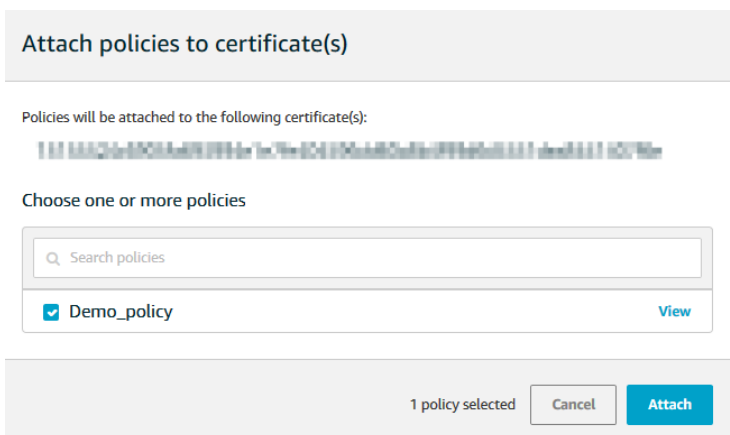 Attach policies to certificate(s)
Policies will be attached to the following certificate(s):
Choose one or more policies
Search policies
Demo_policy View
1 policy selected Cancel Attach